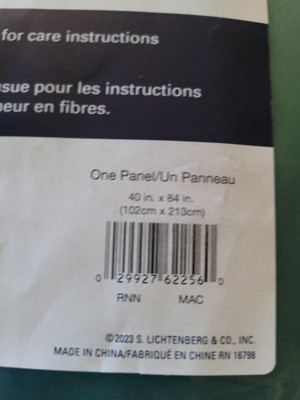 for care instructions
nsue pour les instructions
neur en fibres.
One Panel/Un Panneau
40 in. x 84 in.
(102cm x 213cm)
0 29927 62256 0
RNN MAC
©2023 S. LICHTENBERG & CO., INC.
MADE IN CHINA/FABRIQUÉ EN CHINE RN 16798